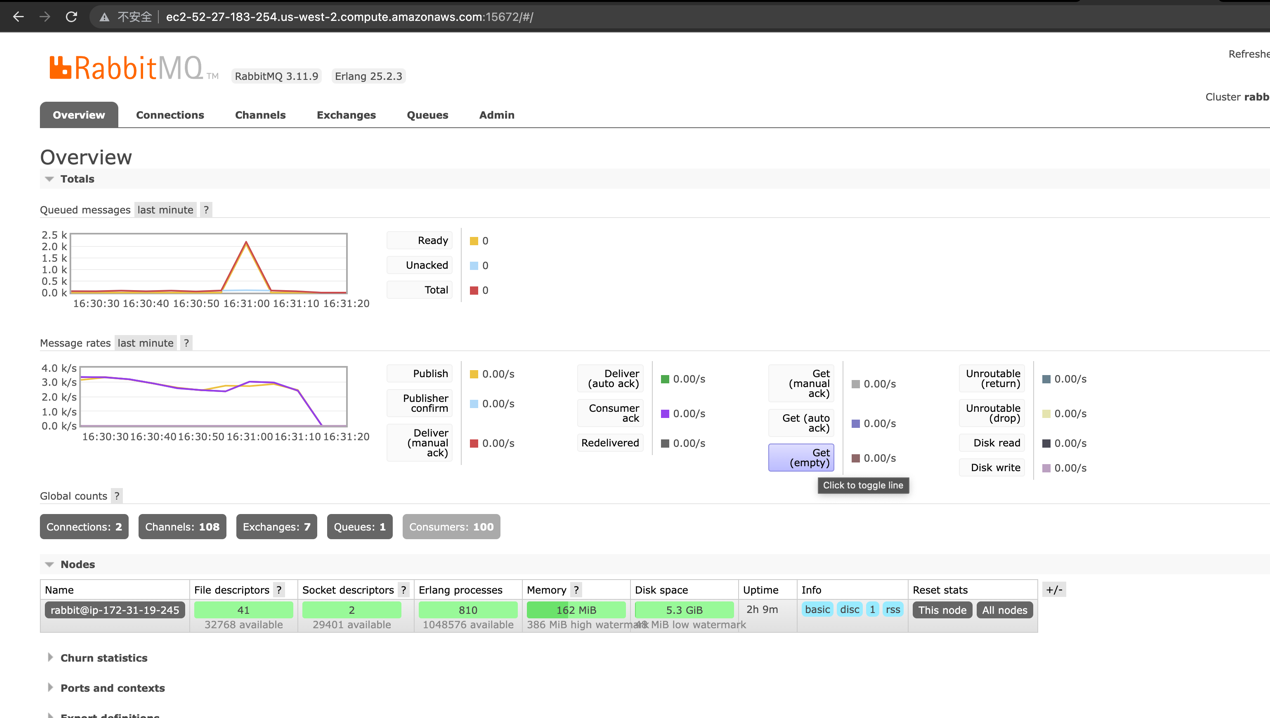 不安全 ec2-52-27-183-254.us-west-2.compute.amazonaws.com:15672/#/
RabbitMQ TM RabbitMQ 3.11.9 Erlang 25.2.3
Refreshe
Cluster rabb
Overview Connections Channels Exchanges Queues Admin
Overview
Totals
Queued messages last minute ?
2.5 k
2.0 k
1.5 k
1.0 k
0.5 k
0.0 k
16:30:30 16:30:40 16:30:50 16:31:00 16:31:10 16:31:20
Ready 0
Unacked 0
Total 0
Message rates last minute ?
4.0 k/s
3.0 k/s
2.0 k/s
1.0 k/s
0.0 k/s
16:30:30 16:30:40 16:30:50 16:31:00 16:31:10 16:31:20
Publish 0.00/s
Publisher
confirm 0.00/s
Deliver
(manual
ack) 0.00/s
Deliver
(auto ack) 0.00/s
Consumer
ack 0.00/s
Redelivered 0.00/s
Get
(manual
ack) 0.00/s
Get (auto
ack) 0.00/s
Get
(empty) 0.00/s
Click to toggle line
Unroutable
(return) 0.00/s
Unroutable
(drop) 0.00/s
Disk read 0.00/s
Disk write 0.00/s
Global counts ?
Connections: 2 Channels: 108 Exchanges: 7 Queues: 1 Consumers: 100
Nodes
Name File descriptors ? Socket descriptors ? Erlang processes Memory ? Disk space Uptime Info Reset stats +/-
rabbit@ip-172-31-19-245 41 2 810 162 MiB 5.3 GiB 2h 9m basic disc 1 rss This node All nodes
32768 available 29401 available 1048576 available 386 MiB high watermark 48 MiB low watermark
Churn statistics
Ports and contexts
Export definitions